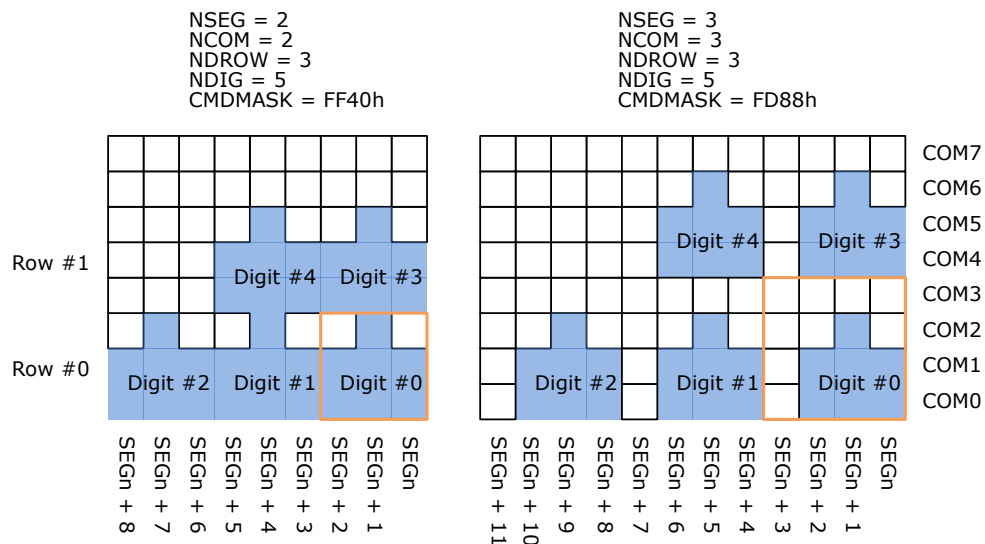 NSEG = 2
NCOM = 2
NDROW = 3
NDIG = 5
CMDMASK = FF40h
NSEG = 3
NCOM = 3
NDROW = 3
NDIG = 5
CMDMASK = FD88h
COM7
COM6
COM5
COM4
COM3
COM2
COM1
COM0
Row #1
Row #0
Digit #4
Digit #3
Digit #2
Digit #1
Digit #0
Digit #4
Digit #3
Digit #2
Digit #1
Digit #0
SEGn + 8
SEGn + 7
SEGn + 6
SEGn + 5
SEGn + 4
SEGn + 3
SEGn + 2
SEGn + 1
SEGn
SEGn + 11
SEGn + 10
SEGn + 9
SEGn + 8
SEGn + 7
SEGn + 6
SEGn + 5
SEGn + 4
SEGn + 3
SEGn + 2
SEGn + 1
SEGn